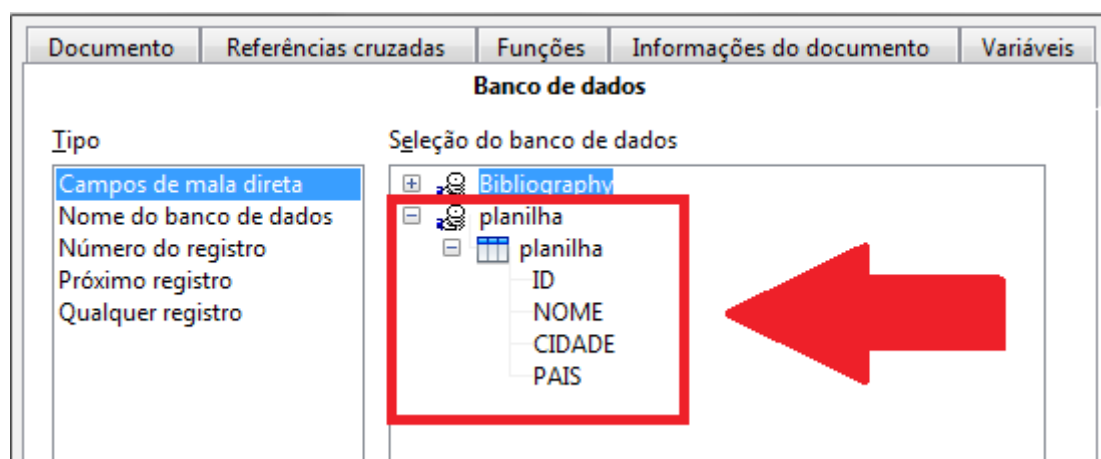 Documento Referências cruzadas Funções Informações do documento Variáveis
Banco de dados
Tipo
Campos de mala direta
Nome do banco de dados
Número do registro
Próximo registro
Qualquer registro
Seleção do banco de dados
Bibliography
planilha
planilha
ID
NOME
CIDADE
PAIS